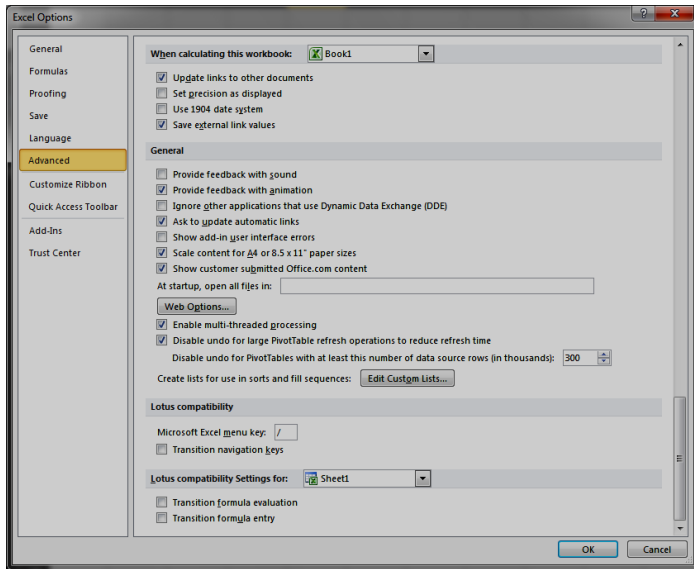 Excel Options
General
Formulas
Proofing
Save
Language
Advanced
Customize Ribbon
Quick Access Toolbar
Add-Ins
Trust Center
When calculating this workbook: Book1
Update links to other documents
Set precision as displayed
Use 1904 date system
Save external link values
General
Provide feedback with sound
Provide feedback with animation
Ignore other applications that use Dynamic Data Exchange (DDE)
Ask to update automatic links
Show add-in user interface errors
Scale content for A4 or 8.5 x 11" paper sizes
Show customer submitted Office.com content
At startup, open all files in:
Web Options...
Enable multi-threaded processing
Disable undo for large PivotTable refresh operations to reduce refresh time
Disable undo for PivotTables with at least this number of data source rows (in thousands): 300
Create lists for use in sorts and fill sequences: Edit Custom Lists...
Lotus compatibility
Microsoft Excel menu key: /
Transition navigation keys
Lotus compatibility Settings for: Sheet1
Transition formula evaluation
Transition formula entry
OK Cancel